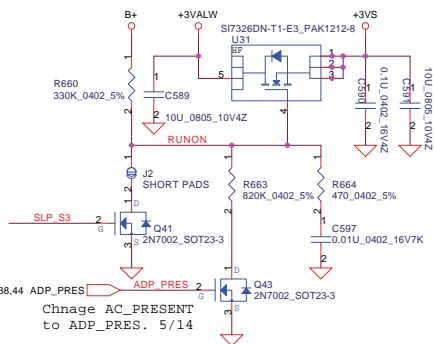 SI7326DN-T1-E3_PAK1212-8
B+
+3VALW
U31
+3VS
HF
1
2
3
5
4
R660
330K_0402_5%
1
2
C589
10U_0805_10V4Z
1
2
C590
0.1U_0402_16V4Z
1
2
C591
10U_0805_10V4Z
1
2
RUNON
J2
SHORT PADS
1
2
R663
820K_0402_5%
1
2
R664
470_0402_5%
1
2
SLP_S3
2
G
1
D
S
3
Q41
2N7002_SOT23-3
C597
0.01U_0402_16V7K
1
2
38,44 ADP_PRES
ADP_PRES
2
G
1
D
S
3
Q43
2N7002_SOT23-3
Chnage AC_PRESENT
to ADP_PRES. 5/14